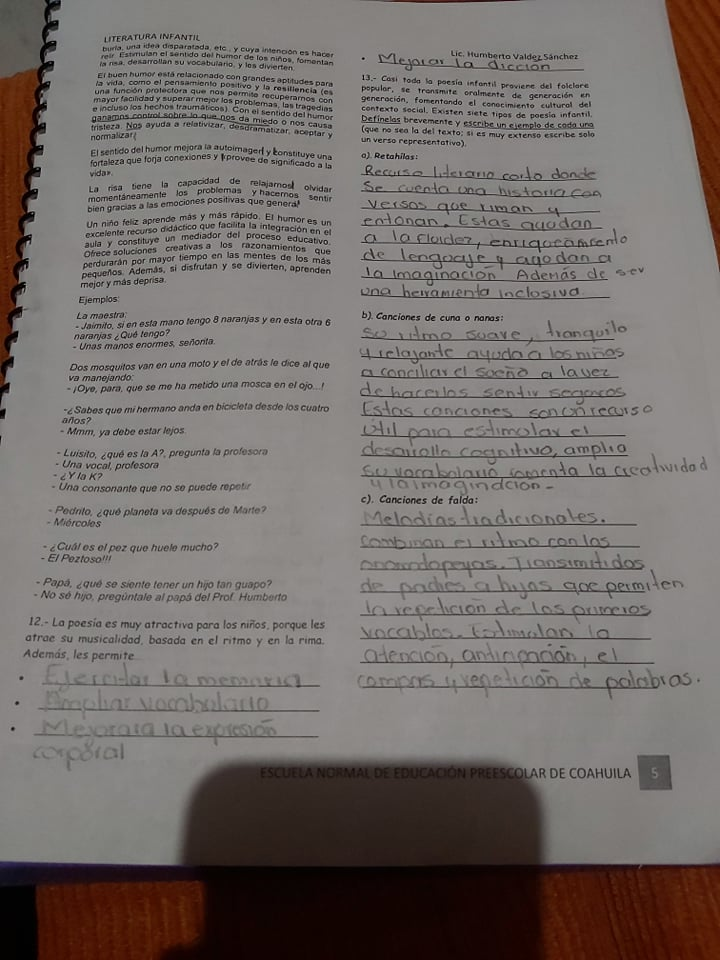 LITERATURA INFANTIL
burla, una idea disparatada, etc., y cuya intención es hacer
reír. Estimulan el sentido del humor de los niños, fomentan
la risa, desarrollan su vocabulario, y los divierten.
El buen humor está relacionado con grandes aptitudes para
la vida, como el pensamiento positivo y la resiliencia (es
una función protectora que nos permite recuperarnos con
mayor facilidad y superar mejor los problemas, las tragedias
e incluso los hechos traumáticos). Con el sentido del humor
ganamos control sobre lo que nos da miedo o nos causa
tristeza. Nos ayuda a relativizar, desdramatizar, aceptar y
normalizar
El sentido del humor mejora la autoimagen y constituye una
fortaleza que forja conexiones y provee de significado a la
vida».
La risa tiene la capacidad de relajarnos olvidar
momentáneamente los problemas y hacernos sentir
bien gracias a las emociones positivas que genera
Un niño feliz aprende más y más rápido. El humor es un
excelente recurso didáctico que facilita la integración en el
aula y constituye un mediador del proceso educativo.
Ofrece soluciones creativas a los razonamientos que
perdurarán por mayor tiempo en las mentes de los más
pequeños. Además, si disfrutan y se divierten, aprenden
mejor y más deprisa.
Ejemplos:
La maestra:
- Jaimito, si en esta mano tengo 8 naranjas y en esta otra 6
naranjas ¿Qué tengo?
- Unas manos enormes, señorita.
Dos mosquitos van en una moto y el de atrás le dice al que
va manejando:
- ¡Oye, para, que se me ha metido una mosca en el ojo...!
-¿Sabes que mi hermano anda en bicicleta desde los cuatro
años?
- Mmm, ya debe estar lejos.
- Luisito, ¿qué es la A?, pregunta la profesora
- Una vocal, profesora
- ¿Y la K?
- Una consonante que no se puede repetir
- Pedrito, ¿qué planeta va después de Marte?
- Miércoles
- ¿Cuál es el pez que huele mucho?
- El Peztoso!!!
- Papá, ¿qué se siente tener un hijo tan guapo?
- No sé hijo, pregúntale al papá del Prof. Humberto
12.- La poesía es muy atractiva para los niños, porque les
atrae su musicalidad, basada en el ritmo y en la rima.
Además, les permite
• Ejercitar la memoria
• Ampliar vocabulario
• Mejorara la expresión
corporal
Lic. Humberto Valdez Sánchez
• Mejorar la dicción
13.- Casi toda la poesía infantil proviene del folclore
popular, se transmite oralmente de generación en
generación, fomentando el conocimiento cultural del
contexto social. Existen siete tipos de poesía infantil.
Defínelas brevemente y escribe un ejemplo de cada una
(que no sea la del texto; si es muy extenso escribe solo
un verso representativo).
a). Retahílas:
Recurso literario corto donde
se cuenta una historia con
versos que riman y
entonan. Estas ayudan
a la fluidez, enriquecimiento
de lenguaje y ayudan a
la imaginación Además de ser
una herramienta inclusiva.
b). Canciones de cuna o nanas:
su ritmo suave, tranquilo
y relajante ayuda a los niños
a conciliar el sueño a la vez
de hacerlos sentir seguros
Estas canciones son un recurso
útil para estimular el
desarrollo cognitivo, amplia
su vocabulario aumenta la creatividad
y la imaginación -
c). Canciones de falda:
Melodías tradicionales.
Combinan el ritmo con las
onomatopeyas. Transmitidas
de padres a hijas que permiten
la repetición de los primeros
vocablos. Estimulan la
atención, anticipación, el
compas y repetición de palabras.
ESCUELA NORMAL DE EDUCACIÓN PREESCOLAR DE COAHUILA 5